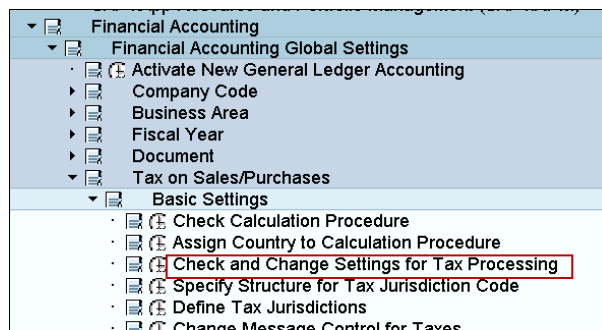 Financial Accounting
Financial Accounting Global Settings
Activate New General Ledger Accounting
Company Code
Business Area
Fiscal Year
Document
Tax on Sales/Purchases
Basic Settings
Check Calculation Procedure
Assign Country to Calculation Procedure
Check and Change Settings for Tax Processing
Specify Structure for Tax Jurisdiction Code
Define Tax Jurisdictions
Change Message Control for Taxes